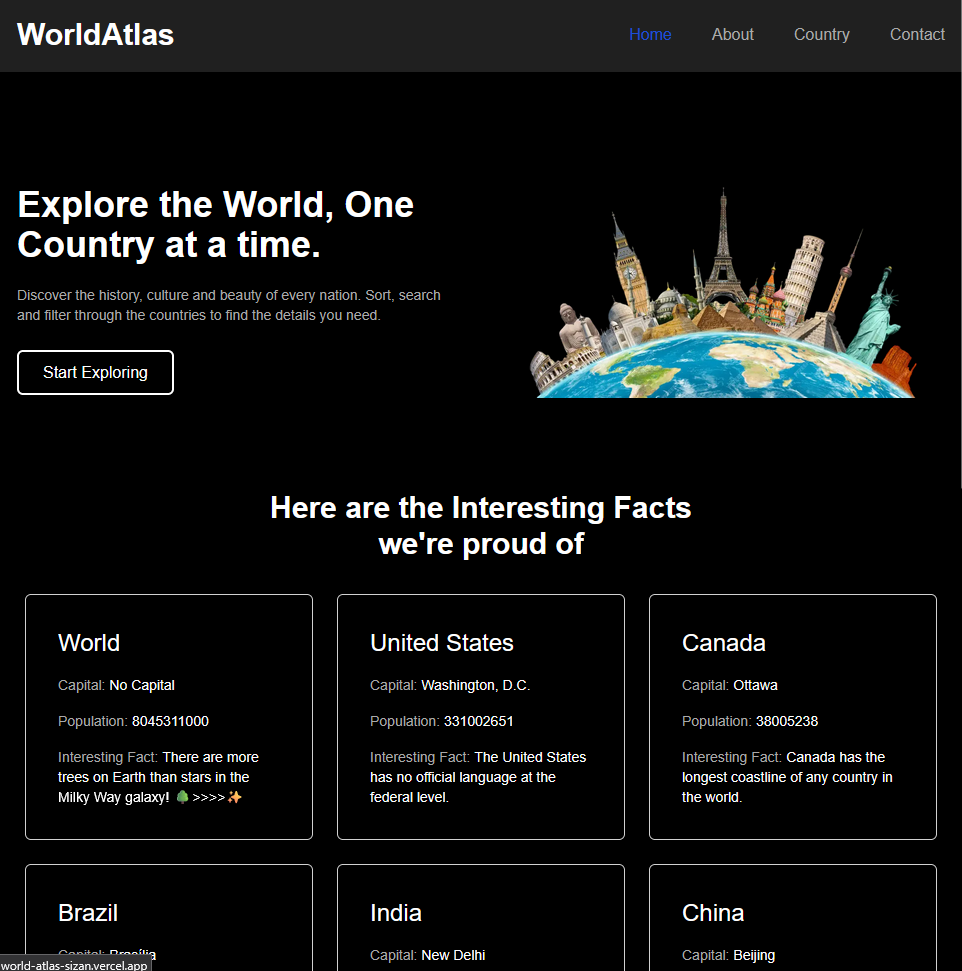 WorldAtlas
Home About Country Contact
Explore the World, One
Country at a time.
Discover the history, culture and beauty of every nation. Sort, search
and filter through the countries to find the details you need.
Start Exploring
Here are the Interesting Facts
we're proud of
World
Capital: No Capital
Population: 8045311000
Interesting Fact: There are more
trees on Earth than stars in the
Milky Way galaxy! 🌳>>>>✨
United States
Capital: Washington, D.C.
Population: 331002651
Interesting Fact: The United States
has no official language at the
federal level.
Canada
Capital: Ottawa
Population: 38005238
Interesting Fact: Canada has the
longest coastline of any country in
the world.
Brazil
Capital: Brasília
India
Capital: New Delhi
China
Capital: Beijing
world-atlas-sizan.vercel.app